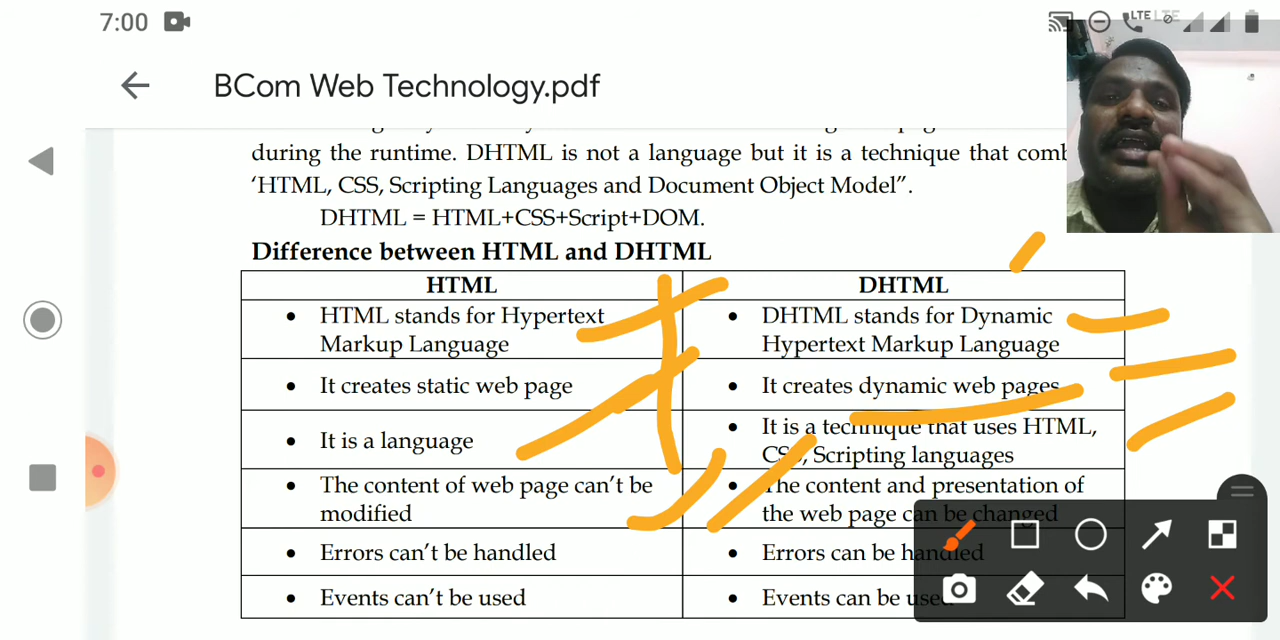 7:00
LTE LTE
BCom Web Technology.pdf
during the runtime. DHTML is not a language but it is a technique that
'HTML, CSS, Scripting Languages and Document Object Model".
DHTML = HTML+CSS+Script+DOM.
Difference between HTML and DHTML
HTML
DHTML
• HTML stands for Hypertext
Markup Language
• DHTML stands for Dynamic
Hypertext Markup Language
• It creates static web page
• It creates dynamic web pages
• It is a language
• It is a technique that uses HTML,
CSS, Scripting languages
• The content of web page can't be
modified
• The content and presentation of
the web page can be changed
• Errors can't be handled
• Errors can be handled
• Events can't be used
• Events can be used